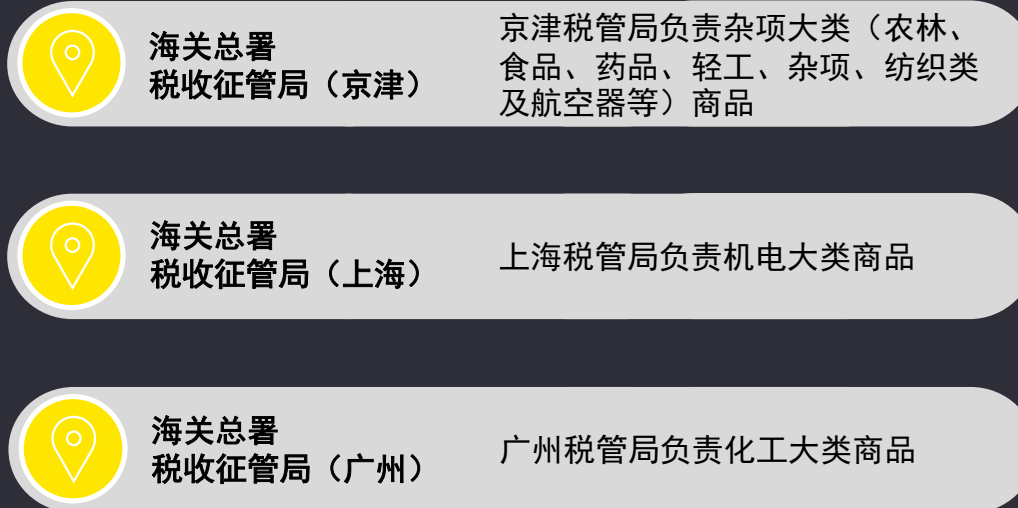 海关总署
税收征管局（京津）
京津税管局负责杂项大类（农林、
食品、药品、轻工、杂项、纺织类
及航空器等）商品
海关总署
税收征管局（上海）
上海税管局负责机电大类商品
海关总署
税收征管局（广州）
广州税管局负责化工大类商品